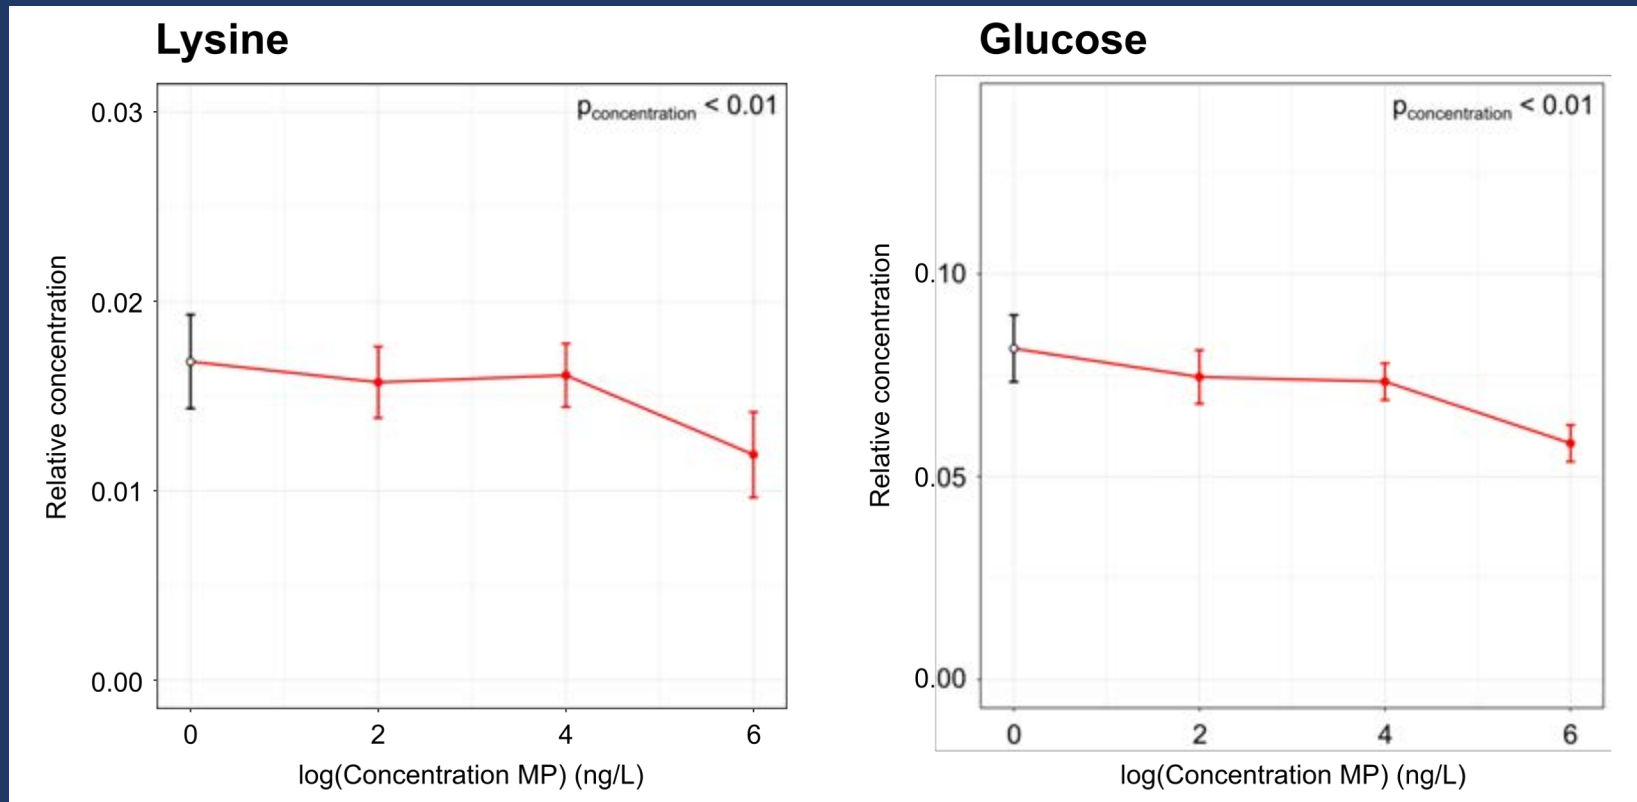 Lysine
pconcentration < 0.01
0.03
0.02
0.01
0.00
Relative concentration
0
2
4
6
log(Concentration MP) (ng/L)
Glucose
pconcentration < 0.01
0.10
0.05
0.00
Relative concentration
0
2
4
6
log(Concentration MP) (ng/L)